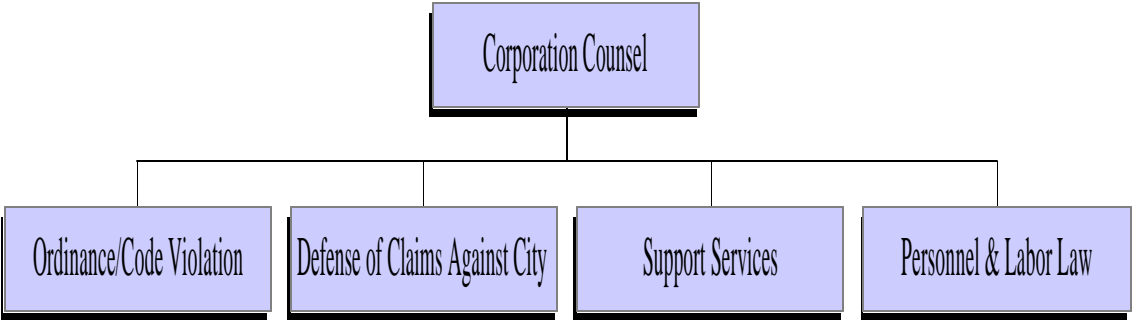 Corporation Counsel
Ordinance/Code Violation
Defense of Claims Against City
Support Services
Personnel & Labor Law